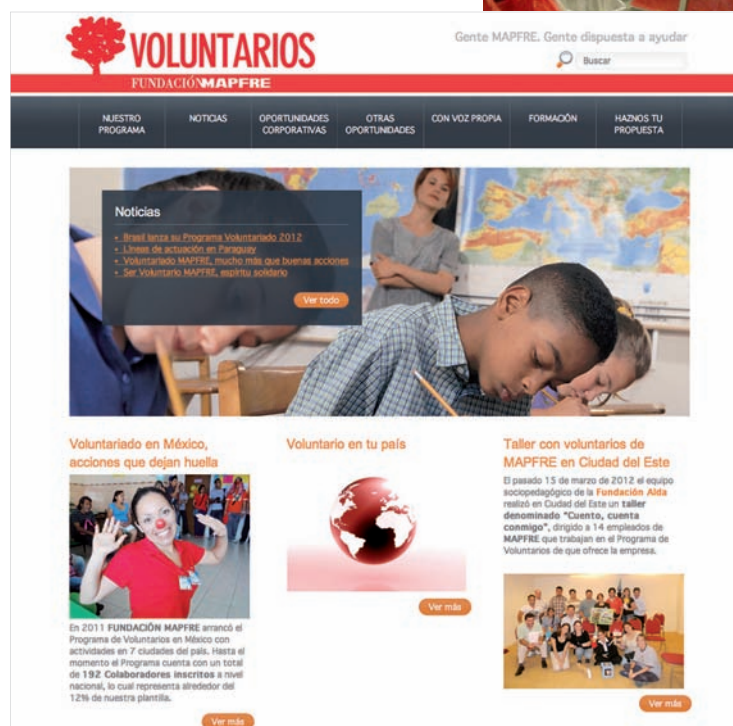 VOLUNTARIOS
FUNDACIÓN MAPFRE
Gente MAPFRE. Gente dispuesta a ayudar
Buscar
NUESTRO
PROGRAMA
NOTICIAS
OPORTUNIDADES
CORPORATIVAS
OTRAS
OPORTUNIDADES
CON VOZ PROPIA
FORMACIÓN
HAZNOS TU
PROPUESTA
Noticias
• Brasil lanza su Programa Voluntariado 2012
• Líneas de actuación en Paraguay
• Voluntariado MAPFRE, mucho más que buenas acciones
• Ser Voluntario MAPFRE, espíritu solidario
Ver todo
Voluntariado en México,
acciones que dejan huella
En 2011 FUNDACIÓN MAPFRE arrancó el
Programa de Voluntarios en México con
actividades en 7 ciudades del país. Hasta el
momento el Programa cuenta con un total
de 192 Colaboradores inscritos a nivel
nacional, lo cual representa alrededor del
12% de nuestra plantilla.
Ver más
Voluntario en tu país
Ver más
Taller con voluntarios de
MAPFRE en Ciudad del Este
El pasado 15 de marzo de 2012 el equipo
sociopedagógico de la Fundación Alda
realizó en Ciudad del Este un taller
denominado "Cuento, cuenta
conmigo", dirigido a 14 empleados de
MAPFRE que trabajan en el Programa de
Voluntarios de que ofrece la empresa.
Ver más